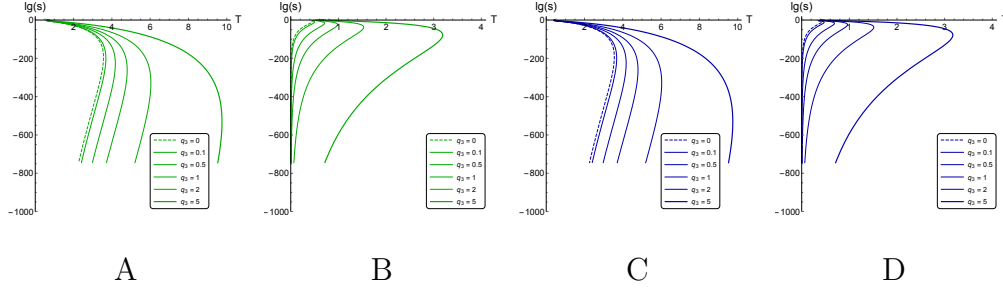 lg(s) T
2 4 6 8 10
0
−200
−400
−600
−800
−1000
q3 = 0
q3 = 0.1
q3 = 0.5
q3 = 1
q3 = 2
q3 = 5
A
lg(s) T
1 2 3 4
0
−200
−400
−600
−800
−1000
q3 = 0
q3 = 0.1
q3 = 0.5
q3 = 1
q3 = 2
q3 = 5
B
lg(s) T
2 4 6 8 10
0
−200
−400
−600
−800
−1000
q3 = 0
q3 = 0.1
q3 = 0.5
q3 = 1
q3 = 2
q3 = 5
C
lg(s)
1 2 3 4
0
−200
−400
−600
−800
−1000
q3 = 0
q3 = 0.1
q3 = 0.5
q3 = 1
q3 = 2
q3 = 5
D